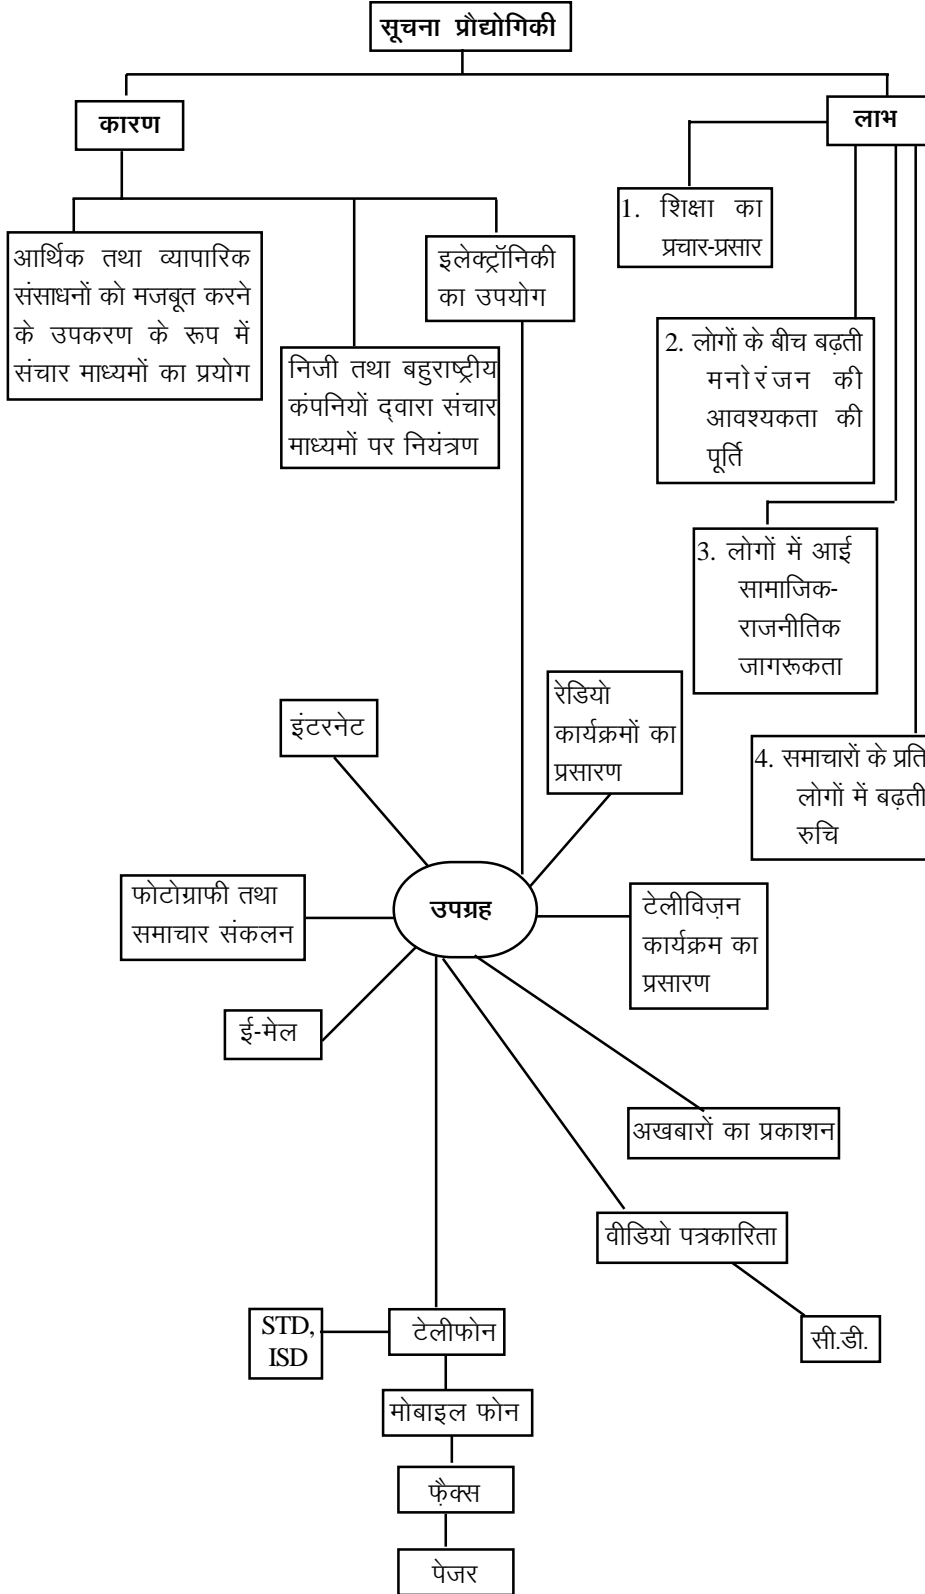 सूचना प्रौद्योगिकी
कारण
लाभ
आर्थिक तथा व्यापारिक
संसाधनों को मजबूत करने
के उपकरण के रूप में
संचार माध्यमों का प्रयोग
निजी तथा बहुराष्ट्रीय
कंपनियों द्वारा संचार
माध्यमों पर नियंत्रण
इलेक्ट्रॉनिकी
का उपयोग
1. शिक्षा का
प्रचार-प्रसार
2. लोगों के बीच बढ़ती
मनोरंजन की
आवश्यकता की
पूर्ति
3. लोगों में आई
सामाजिक-
राजनीतिक
जागरूकता
4. समाचारों के प्रति
लोगों में बढ़ती
रुचि
इंटरनेट
रेडियो
कार्यक्रमों का
प्रसारण
फोटोग्राफी तथा
समाचार संकलन
उपग्रह
टेलीविज़न
कार्यक्रम का
प्रसारण
ई-मेल
अखबारों का प्रकाशन
वीडियो पत्रकारिता
सी.डी.
STD,
ISD
टेलीफोन
मोबाइल फोन
फ़ैक्स
पेजर